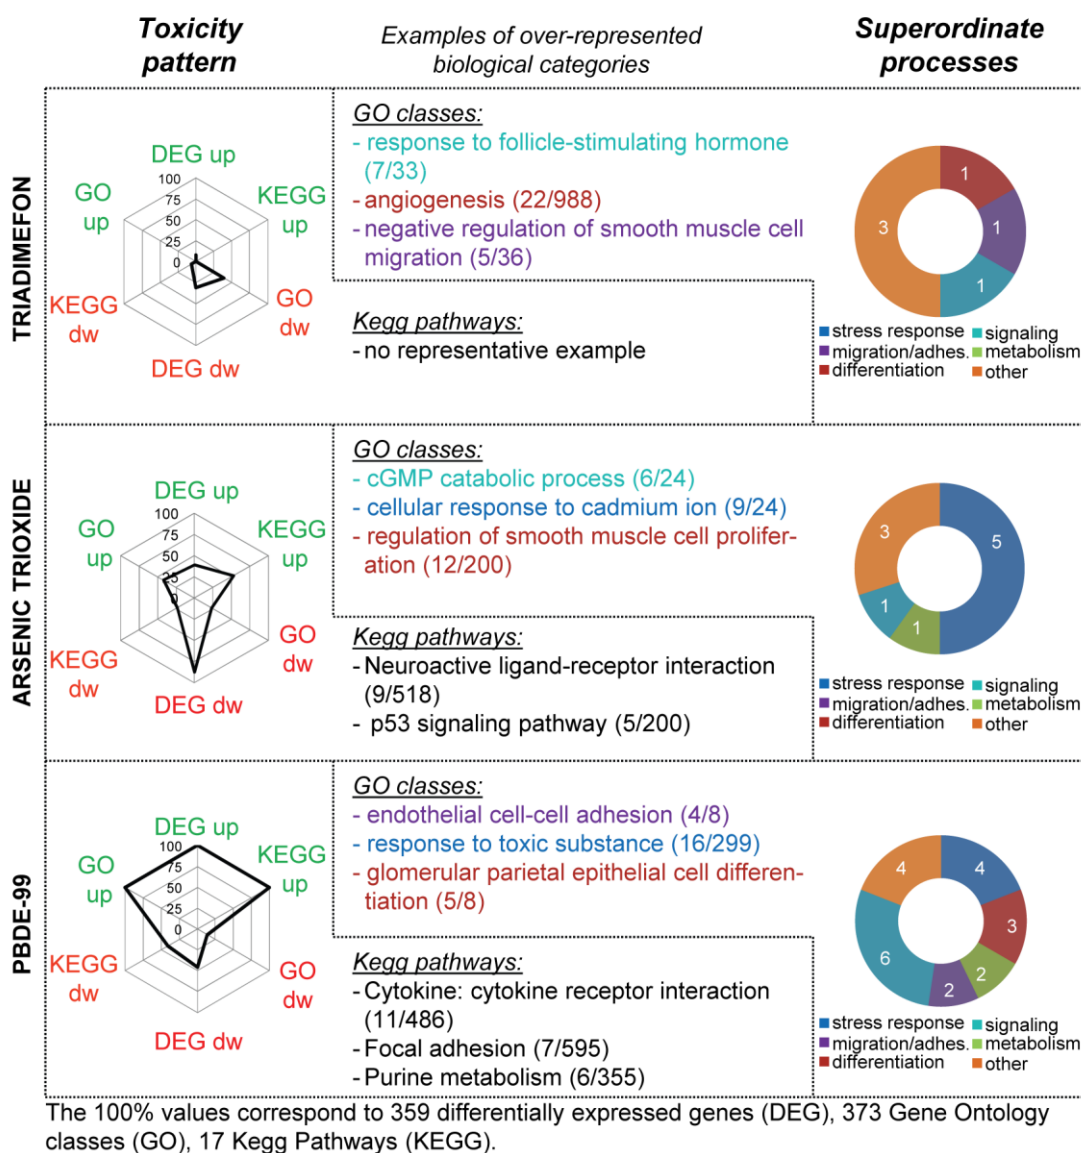 Toxicity
pattern
Examples of over-represented
biological categories
Superordinate
processes
TRIADIMEFON
DEG up
KEGG
up
GO
dw
DEG dw
KEGG
dw
GO
up
100
75
50
25
0
GO classes:
- response to follicle-stimulating hormone
(7/33)
- angiogenesis (22/988)
- negative regulation of smooth muscle cell
migration (5/36)
Kegg pathways:
- no representative example
1
1
1
3
stress response
signaling
migration/adhes.
metabolism
differentiation
other
ARSENIC TRIOXIDE
DEG up
KEGG
up
GO
dw
DEG dw
KEGG
dw
GO
up
100
75
50
25
0
GO classes:
- cGMP catabolic process (6/24)
- cellular response to cadmium ion (9/24)
- regulation of smooth muscle cell prolifer-
ation (12/200)
Kegg pathways:
- Neuroactive ligand-receptor interaction
(9/518)
- p53 signaling pathway (5/200)
5
1
1
3
stress response
signaling
migration/adhes.
metabolism
differentiation
other
PBDE-99
DEG up
KEGG
up
GO
dw
DEG dw
KEGG
dw
GO
up
100
75
50
25
0
GO classes:
- endothelial cell-cell adhesion (4/8)
- response to toxic substance (16/299)
- glomerular parietal epithelial cell differen-
tiation (5/8)
Kegg pathways:
- Cytokine: cytokine receptor interaction
(11/486)
- Focal adhesion (7/595)
- Purine metabolism (6/355)
4
3
2
2
6
4
stress response
signaling
migration/adhes.
metabolism
differentiation
other
The 100% values correspond to 359 differentially expressed genes (DEG), 373 Gene Ontology
classes (GO), 17 Kegg Pathways (KEGG).